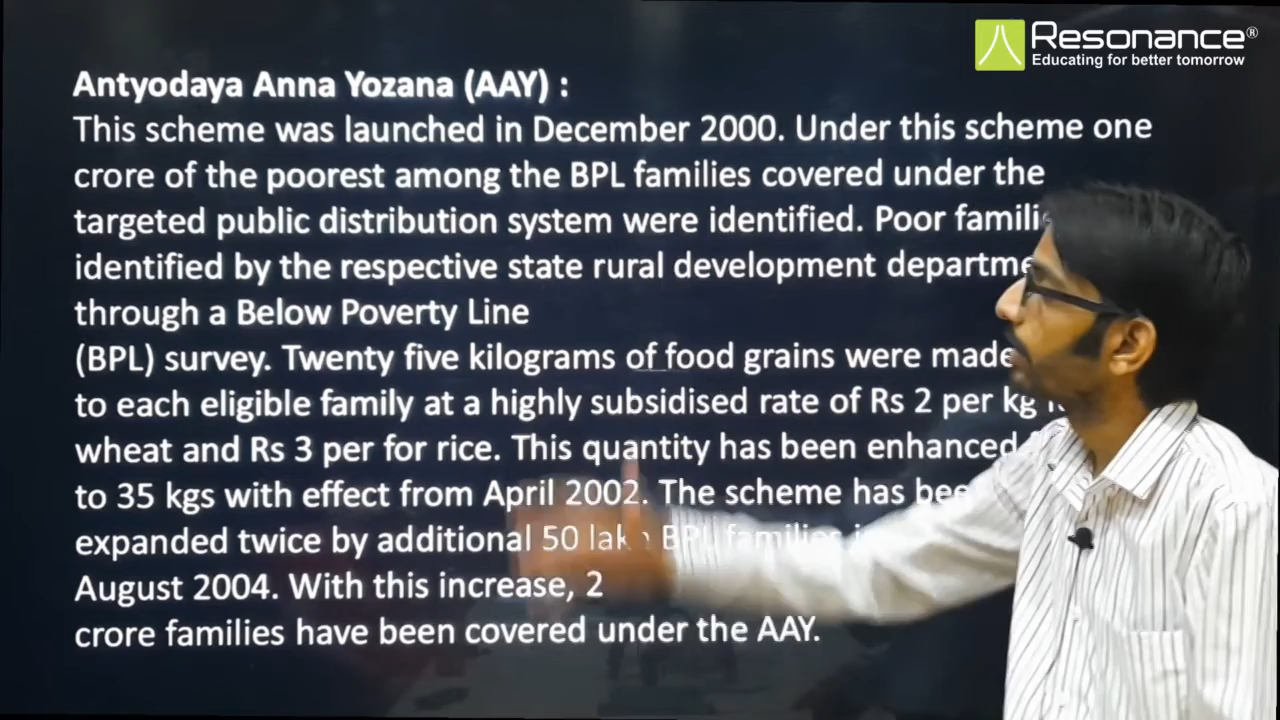 Resonance®
Educating for better tomorrow
Antyodaya Anna Yozana (AAY) :
This scheme was launched in December 2000. Under this scheme one
crore of the poorest among the BPL families covered under the
targeted public distribution system were identified. Poor
identified by the respective state rural development
through a Below Poverty Line
(BPL) survey. Twenty five kilograms of food grains were made
to each eligible family at a highly subsidised rate of Rs 2 per kg
wheat and Rs 3 per for rice. This quantity has been enhanced
to 35 kgs with effect from April 2002. The scheme has
expanded twice by additional 50 BPL families
August 2004. With this increase, 2
crore families have been covered under the AAY.